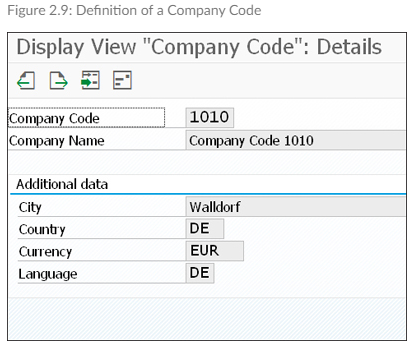 Figure 2.9: Definition of a Company Code
Display View "Company Code": Details
Company Code 1010
Company Name Company Code 1010
Additional data
City Walldorf
Country DE
Currency EUR
Language DE